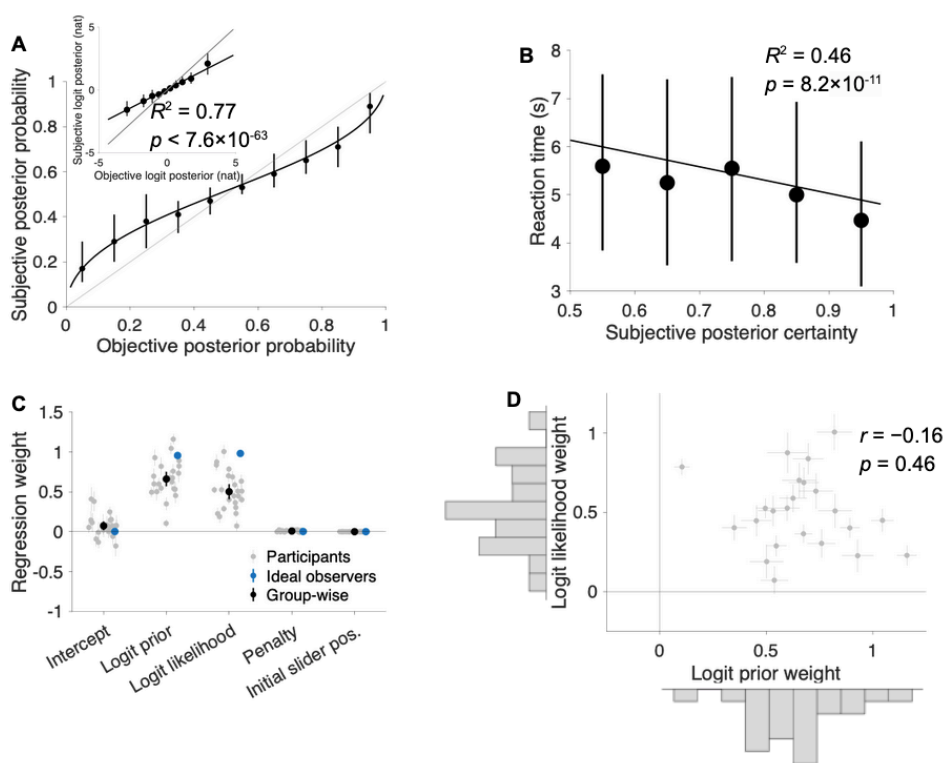 A
Subjective logit posterior (nat)
5
0
-5
-5
0
5
Objective logit posterior (nat)
R² = 0.77
p < 7.6×10⁻⁶³
Subjective posterior probability
1
0.8
0.6
0.4
0.2
0
0
0.2
0.4
0.6
0.8
1
Objective posterior probability
B
R² = 0.46
p = 8.2×10⁻¹¹
Reaction time (s)
8
7
6
5
4
3
0.5
0.6
0.7
0.8
0.9
1
Subjective posterior certainty
C
Regression weight
1.5
1
0.5
0
-0.5
-1
Participants
Ideal observers
Group-wise
Intercept
Logit prior
Logit likelihood
Penalty
Initial slider pos.
D
Logit likelihood weight
1
0.5
0
r = −0.16
p = 0.46
0
0.5
1
Logit prior weight